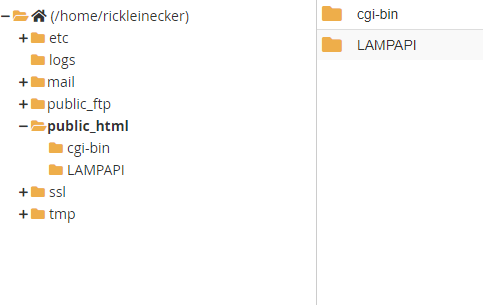 (/home/rickleinecker)
etc
logs
mail
public_ftp
public_html
cgi-bin
LAMPAPI
ssl
tmp
cgi-bin
LAMPAPI